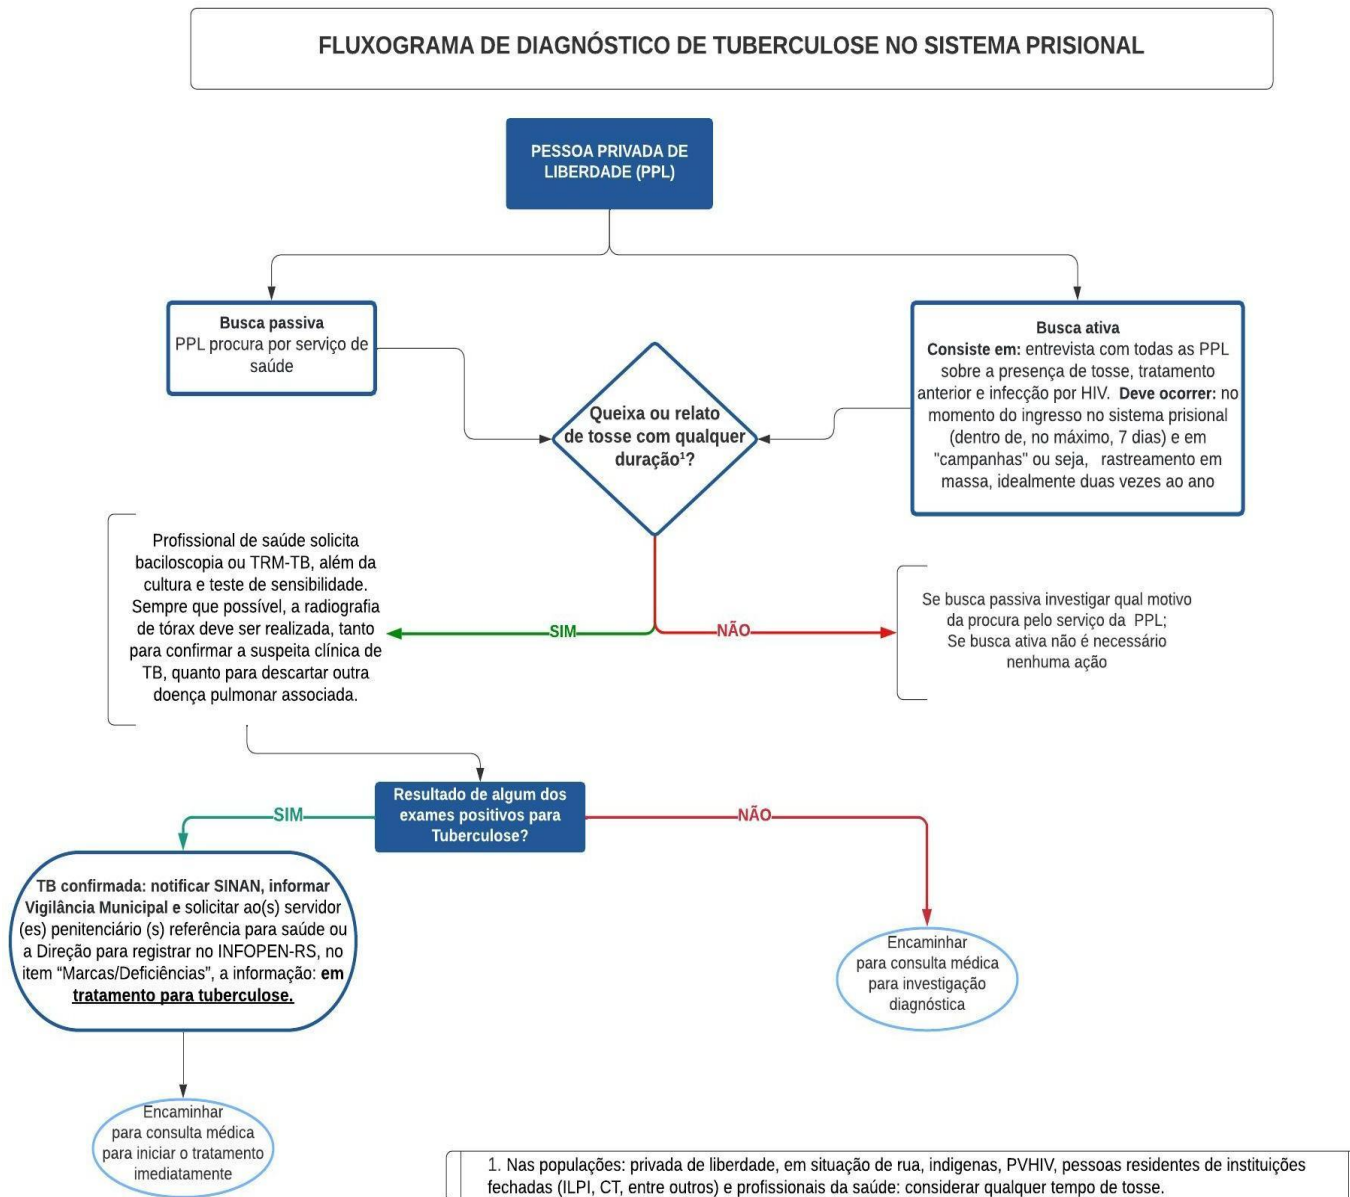 FLUXOGRAMA DE DIAGNÓSTICO DE TUBERCULOSE NO SISTEMA PRISIONAL
PESSOA PRIVADA DE
LIBERDADE (PPL)
Busca passiva
PPL procura por serviço de
saúde
Queixa ou relato
de tosse com qualquer
duração¹?
Busca ativa
Consiste em: entrevista com todas as PPL
sobre a presença de tosse, tratamento
anterior e infecção por HIV. Deve ocorrer: no
momento do ingresso no sistema prisional
(dentro de, no máximo, 7 dias) e em
"campanhas" ou seja, rastreamento em
massa, idealmente duas vezes ao ano
Profissional de saúde solicita
baciloscopia ou TRM-TB, além da
cultura e teste de sensibilidade.
Sempre que possível, a radiografia
de tórax deve ser realizada, tanto
para confirmar a suspeita clínica de
TB, quanto para descartar outra
doença pulmonar associada.
SIM
NÃO
Se busca passiva investigar qual motivo
da procura pelo serviço da PPL;
Se busca ativa não é necessário
nenhuma ação
Resultado de algum dos
exames positivos para
Tuberculose?
SIM
NÃO
TB confirmada: notificar SINAN, informar
Vigilância Municipal e solicitar ao(s) servidor
(es) penitenciário (s) referência para saúde ou
a Direção para registrar no INFOPEN-RS, no
item “Marcas/Deficiências”, a informação: em
tratamento para tuberculose.
Encaminhar
para consulta médica
para investigação
diagnóstica
Encaminhar
para consulta médica
para iniciar o tratamento
imediatamente
1. Nas populações: privada de liberdade, em situação de rua, indigenas, PVHIV, pessoas residentes de instituições
fechadas (ILPI, CT, entre outros) e profissionais da saúde: considerar qualquer tempo de tosse.